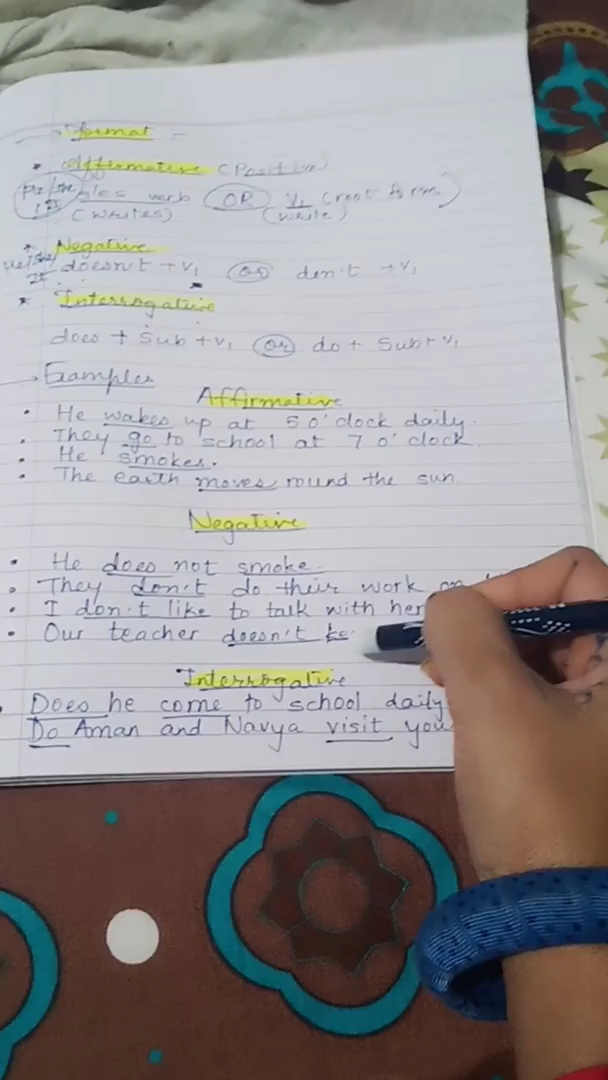 Format :-
* Affirmative (Positive)
He/she/It s/es verb OR V1 (root form)
(Writes) (Write)
* Negative
He/she/It doesn't + V1 OR don't + V1
* Interrogative
does + Sub + V1 OR do + Sub + V1
→ Examples
Affirmative
• He wakes up at 5 o'clock daily.
• They go to school at 7 o'clock.
• He smokes.
• The earth moves round the sun.
Negative
• He does not smoke.
• They don't do their work on
• I don't like to talk with her
• Our teacher doesn't
Interrogative
• Does he come to school daily
Do Aman and Navya visit you